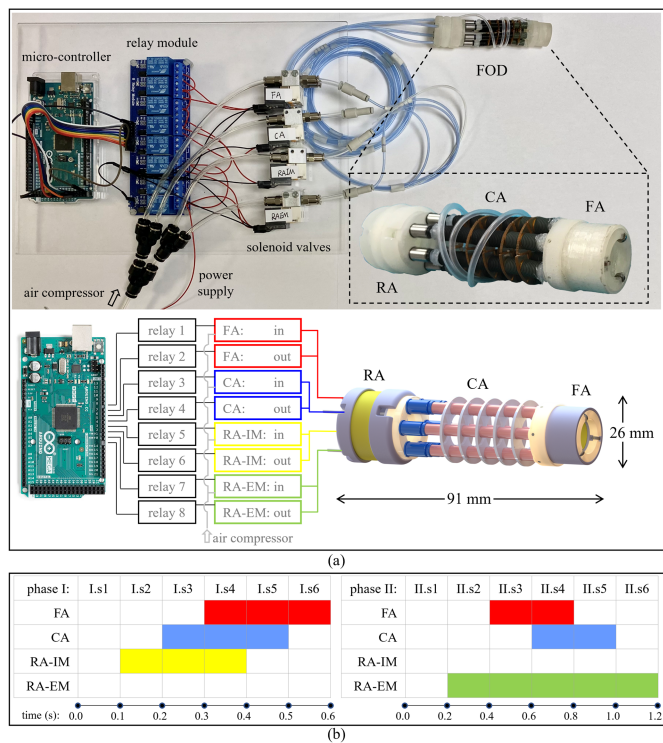 micro-controller
relay module
FOD
FA
CA
RAIM
RAEM
CA
FA
RA
solenoid valves
power
supply
air compressor
relay 1
FA: in
relay 2
FA: out
relay 3
CA: in
relay 4
CA: out
relay 5
RA-IM: in
relay 6
RA-IM: out
relay 7
RA-EM: in
relay 8
RA-EM: out
air compressor
RA
CA
FA
26 mm
91 mm
(a)
phase I: I.s1 I.s2 I.s3 I.s4 I.s5 I.s6
FA
CA
RA-IM
RA-EM
time (s): 0.0 0.1 0.2 0.3 0.4 0.5 0.6
phase II: II.s1 II.s2 II.s3 II.s4 II.s5 II.s6
FA
CA
RA-IM
RA-EM
0.0 0.2 0.4 0.6 0.8 1.0 1.2
(b)